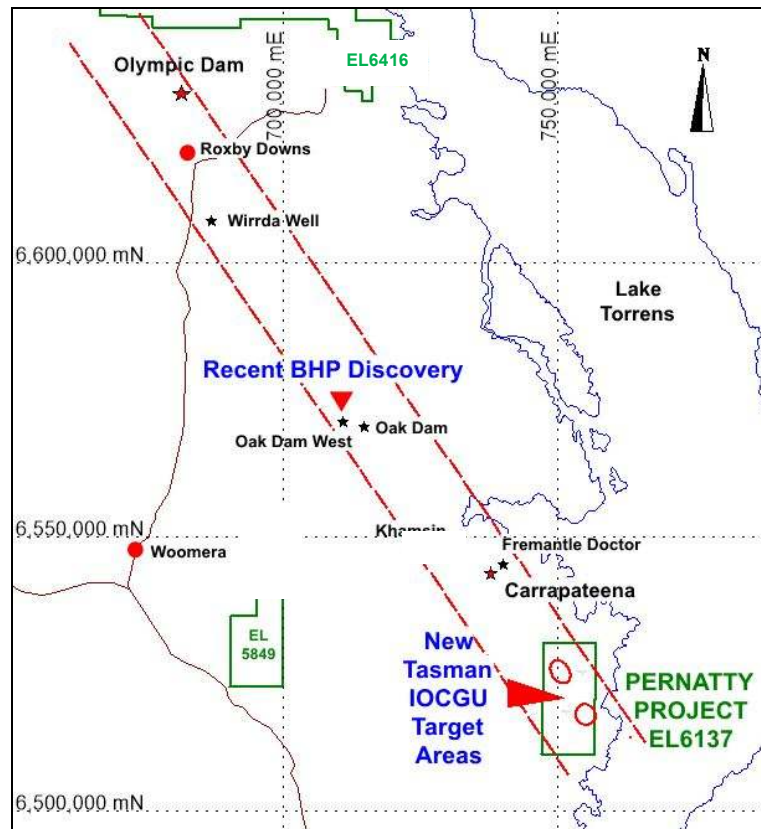 700,000 mE
750,000 mE
EL6416
N
Olympic Dam
Roxby Downs
Wirrda Well
6,600,000 mN
Lake
Torrens
Recent BHP Discovery
Oak Dam
Oak Dam West
6,550,000 mN
Khamsin
Woomera
Fremantle Doctor
Carrapateena
EL
5849
New
Tasman
IOCGU
Target
Areas
PERNATTY
PROJECT
EL6137
6,500,000 mN